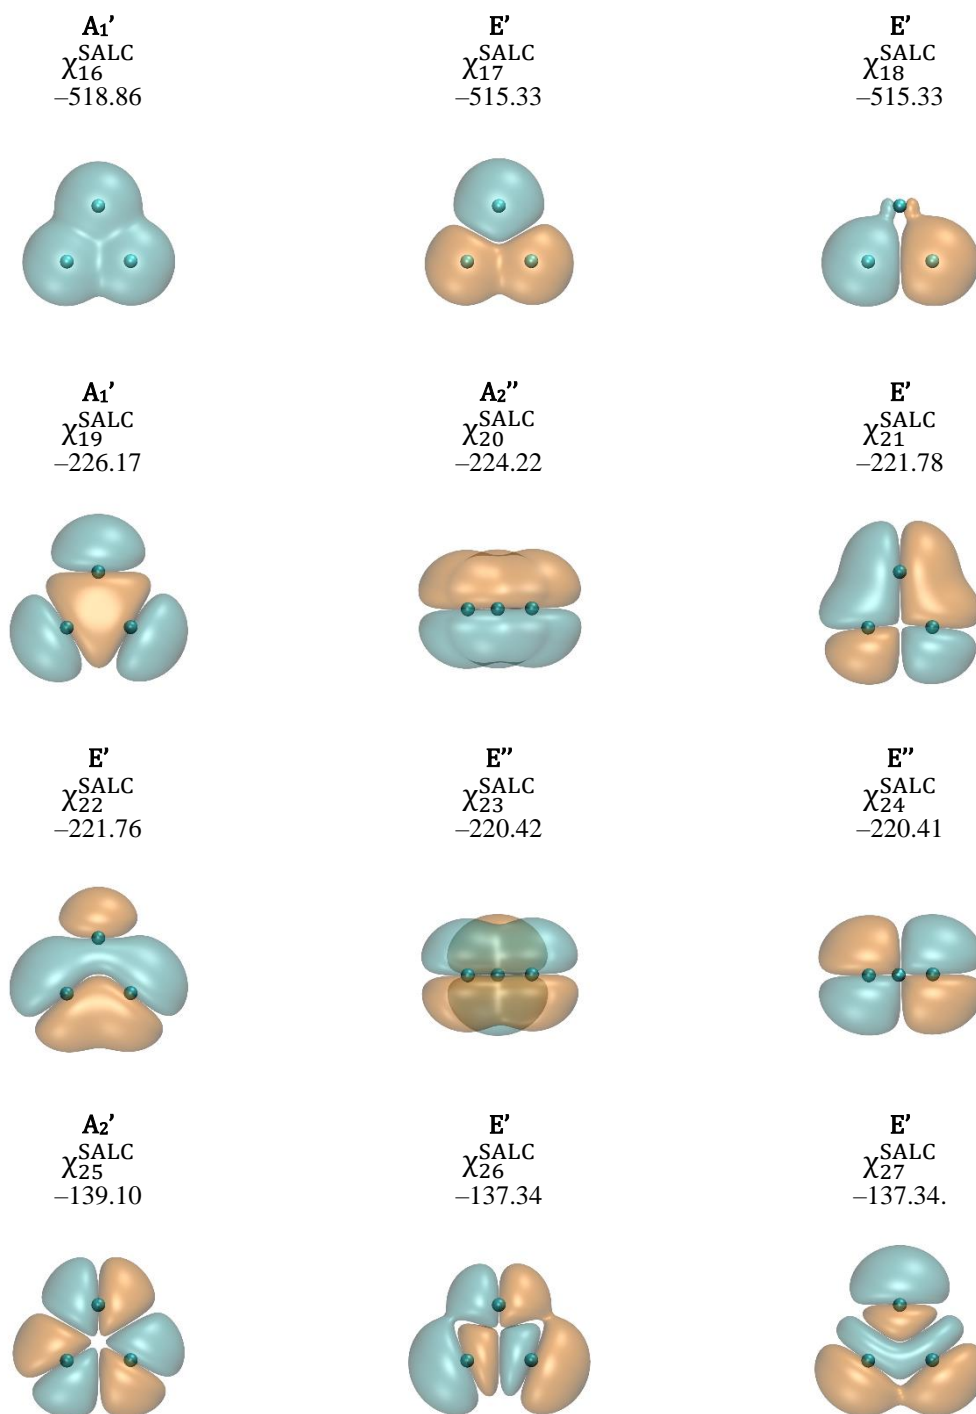 A₁’ E’ E’
χ₁₆^SALC χ₁₇^SALC χ₁₈^SALC
–518.86 –515.33 –515.33
A₁’ A₂’’ E’
χ₁₉^SALC χ₂₀^SALC χ₂₁^SALC
–226.17 –224.22 –221.78
E’ E’’ E’’
χ₂₂^SALC χ₂₃^SALC χ₂₄^SALC
–221.76 –220.42 –220.41
A₂’ E’ E’
χ₂₅^SALC χ₂₆^SALC χ₂₇^SALC
–139.10 –137.34 –137.34.